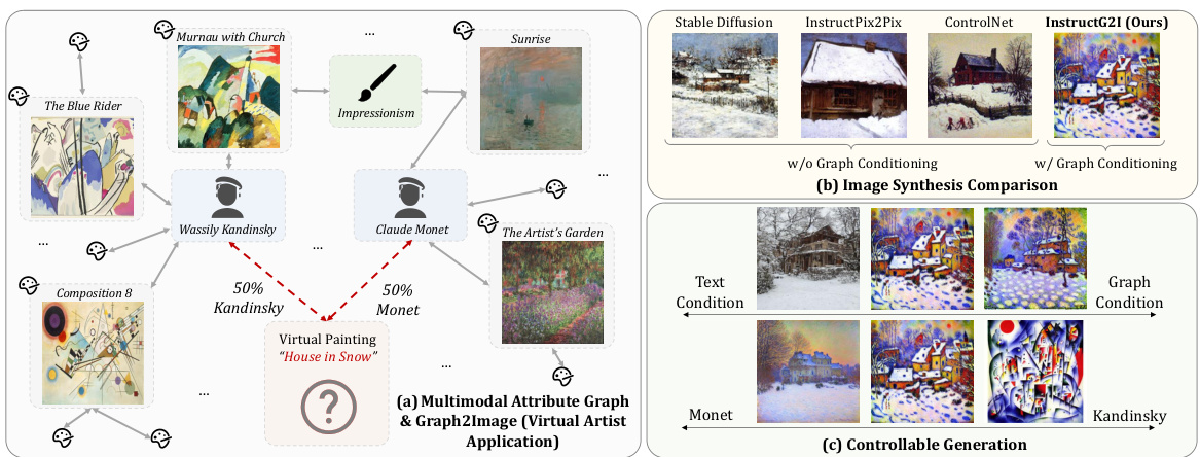 Murnau with Church
...
Sunrise
The Blue Rider
Impressionism
...
Wassily Kandinsky
Claude Monet
The Artist's Garden
...
...
50%
Kandinsky
50%
Monet
Composition 8
Virtual Painting
"House in Snow"
...
...
(a) Multimodal Attribute Graph
& Graph2Image (Virtual Artist
Application)
Stable Diffusion
InstructPix2Pix
ControlNet
InstructG2I (Ours)
w/o Graph Conditioning
w/ Graph Conditioning
(b) Image Synthesis Comparison
Text
Condition
Graph
Condition
Monet
Kandinsky
(c) Controllable Generation